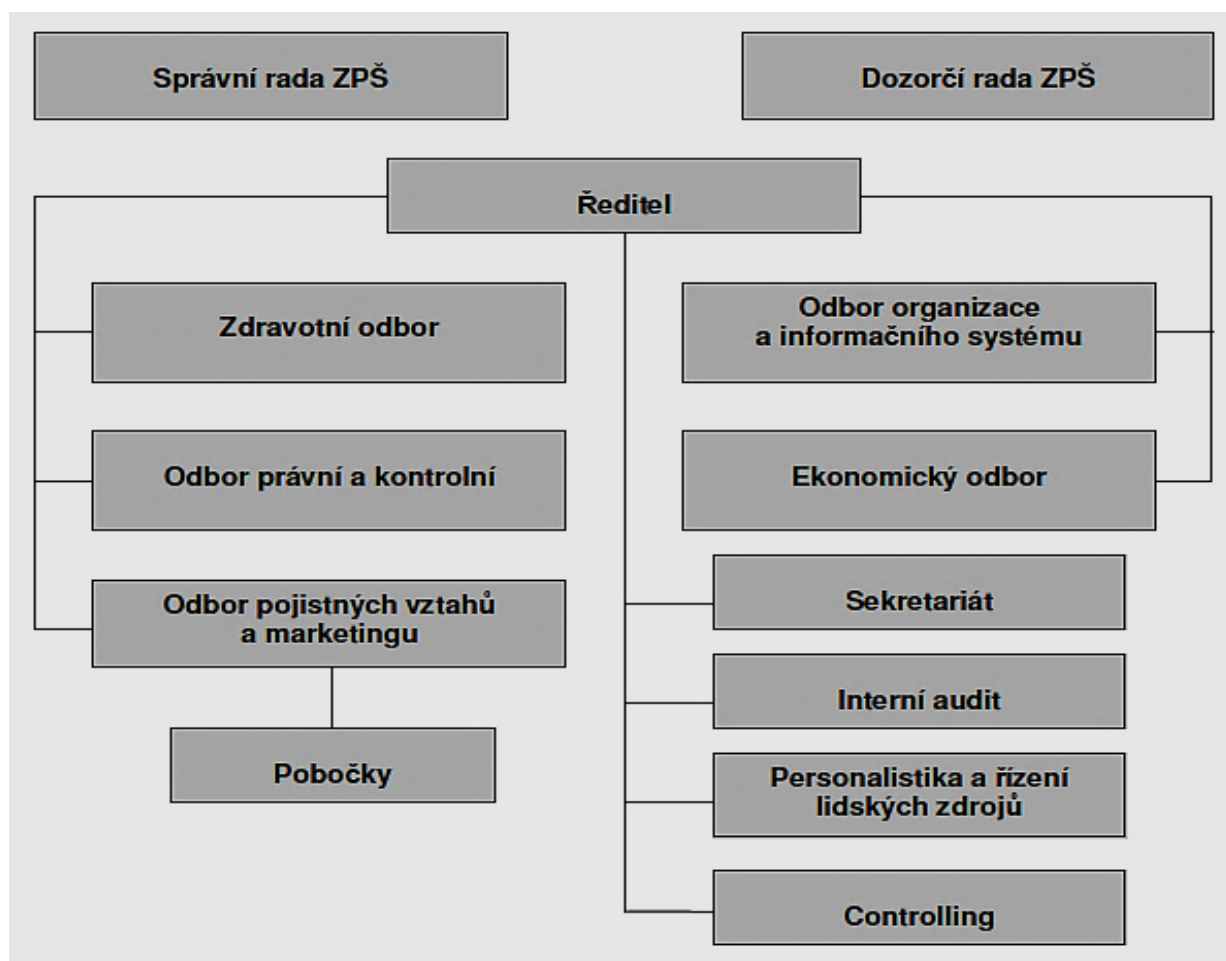 Správní rada ZPŠ
Dozorčí rada ZPŠ
Ředitel
Zdravotní odbor
Odbor organizace
a informačního systému
Odbor právní a kontrolní
Ekonomický odbor
Odbor pojistných vztahů
a marketingu
Sekretariát
Interní audit
Pobočky
Personalistika a řízení
lidských zdrojů
Controlling